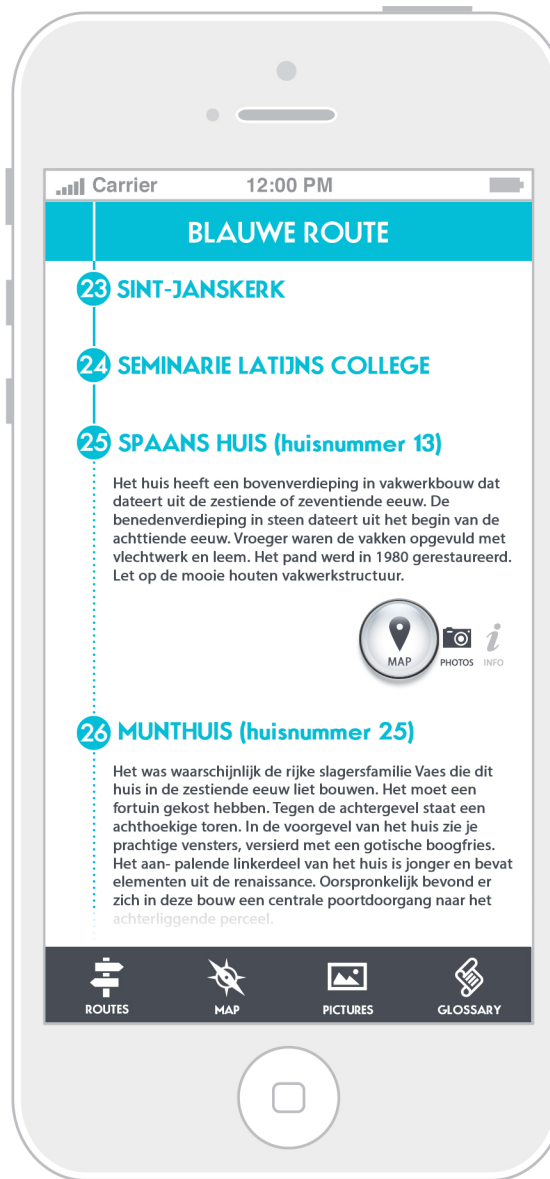 Carrier 12:00 PM
BLAUWE ROUTE
23 SINT-JANSKERK
24 SEMINARIE LATIJNS COLLEGE
25 SPAANS HUIS (huisnummer 13)
Het huis heeft een bovenverdieping in vakwerkbouw dat
dateert uit de zestiende of zeventiende eeuw. De
benedenverdieping in steen dateert uit het begin van de
achttiende eeuw. Vroeger waren de vakken opgevuld met
vlechtwerk en leem. Het pand werd in 1980 gerestaureerd.
Let op de mooie houten vakwerkstructuur.
MAP PHOTOS INFO
26 MUNTHUIS (huisnummer 25)
Het was waarschijnlijk de rijke slagersfamilie Vaes die dit
huis in de zestiende eeuw liet bouwen. Het moet een
fortuin gekost hebben. Tegen de achtergevel staat een
achthoekige toren. In de voorgevel van het huis zie je
prachtige vensters, versierd met een gotische boogfries.
Het aan- palende linkerdeel van het huis is jonger en bevat
elementen uit de renaissance. Oorspronkelijk bevond er
zich in deze bouw een centrale poortdoorgang naar het
achterliggende perceel.
ROUTES MAP PICTURES GLOSSARY